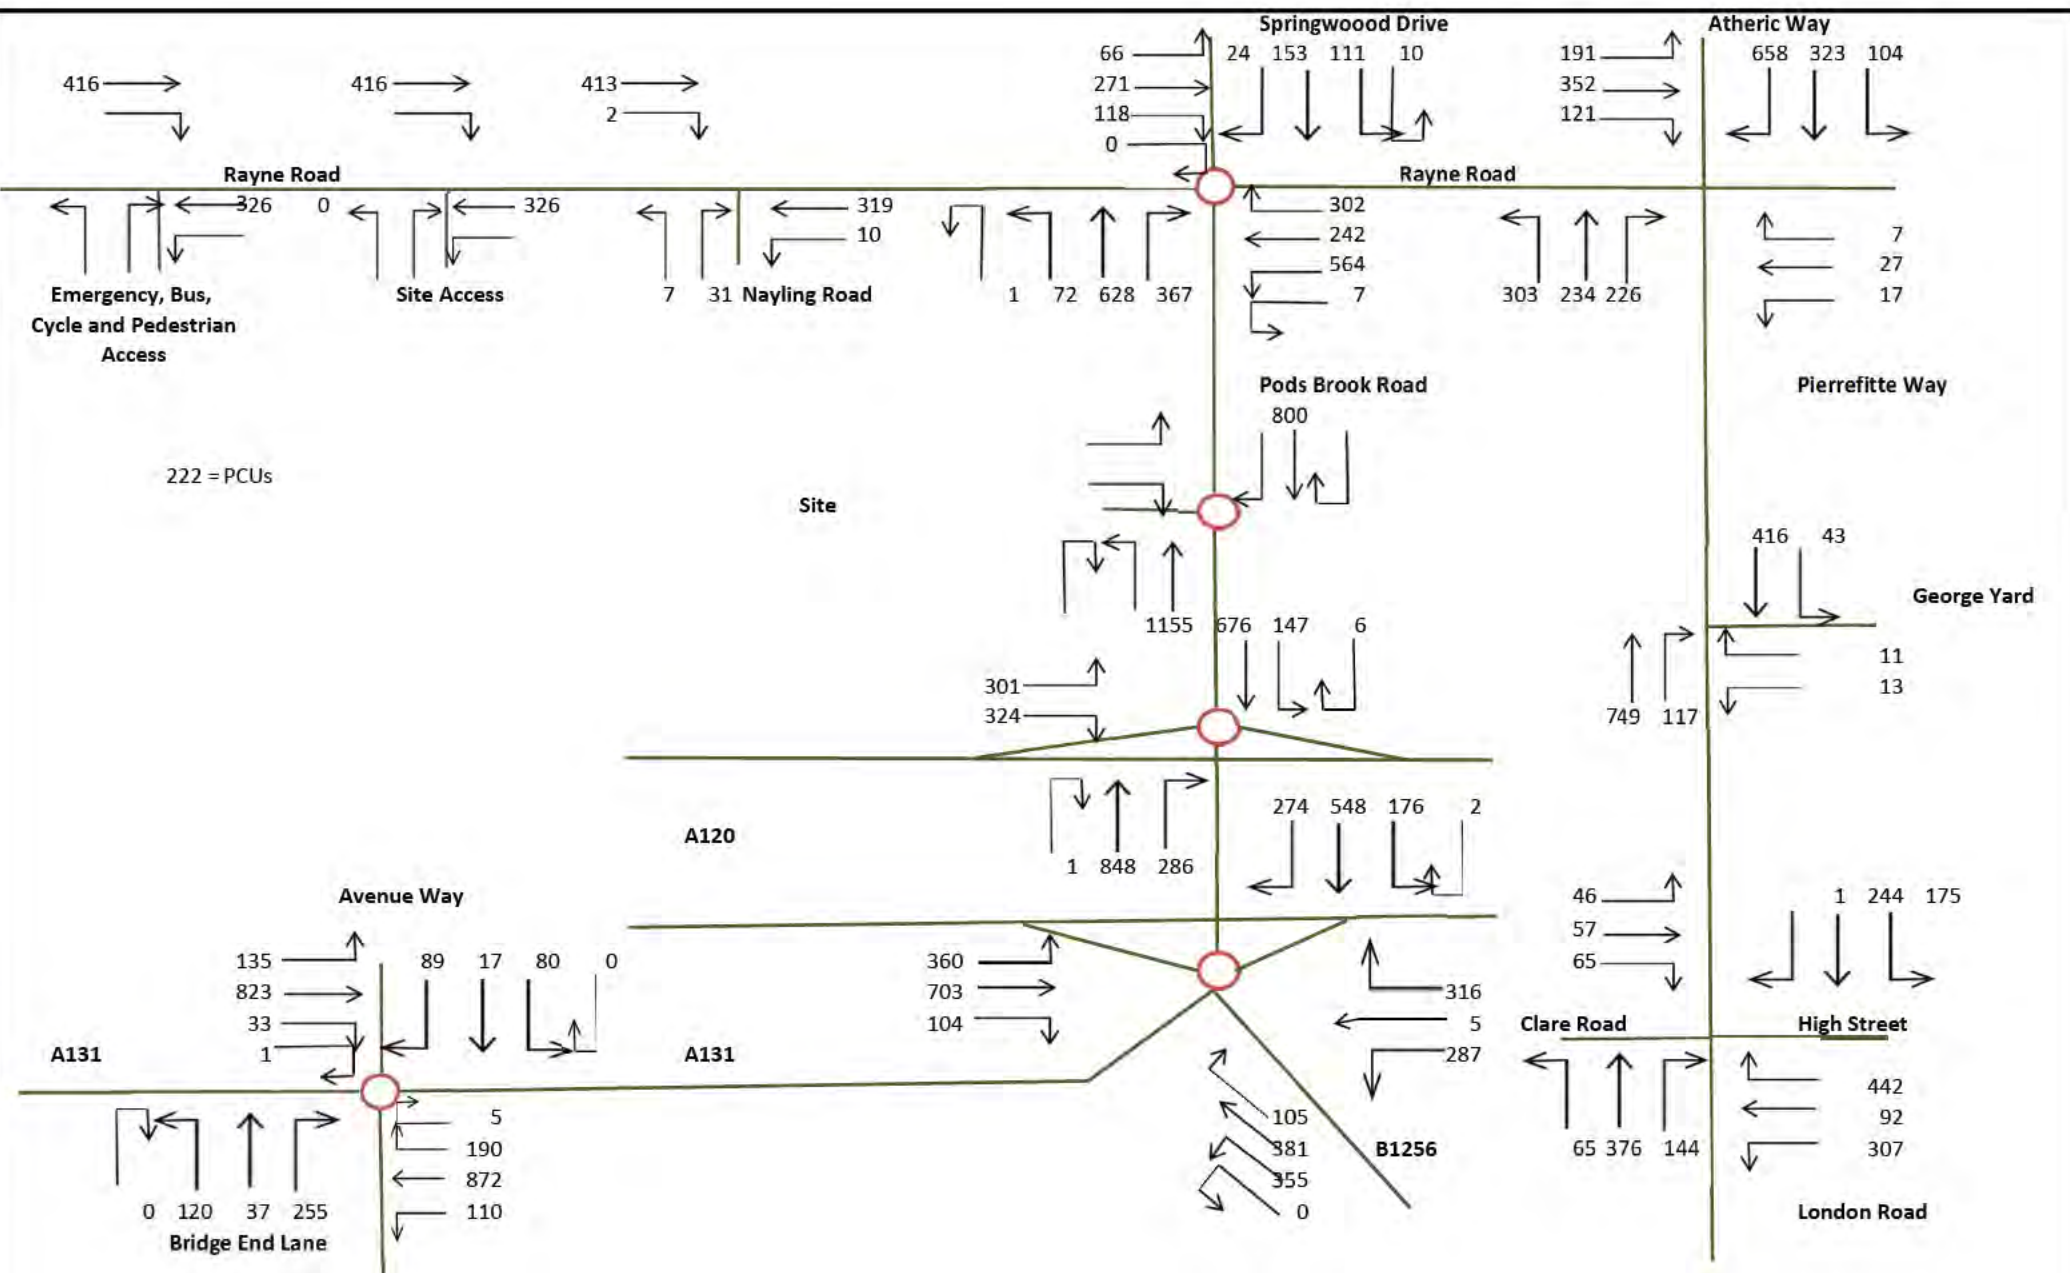 Springwoood Drive
Atheric Way
66 24 153 111 10
191 658 323 104
416 416 413 271 352
2 118 121
0
Rayne Road
Rayne Road
326 0 326 319 302 7
10 242 27
564
Emergency, Bus,
Cycle and Pedestrian
Access
Site Access
7 31 Nayling Road
1 72 628 367 7
303 234 226 17
Pods Brook Road
Pierrefitte Way
800
222 = PCUs
Site
416 43
George Yard
1155 676 147 6
11
301 13
324 749 117
274 548 176 2
A120
1 848 286
Avenue Way
46 1 244 175
57
65
135 89 17 80 0
823
33
1
360
703
104
316
5
287
Clare Road
High Street
A131
A131
5
190
872
110
105
381
355
0
B1256
65 376 144
442
92
307
0 120 37 255
Bridge End Lane
London Road